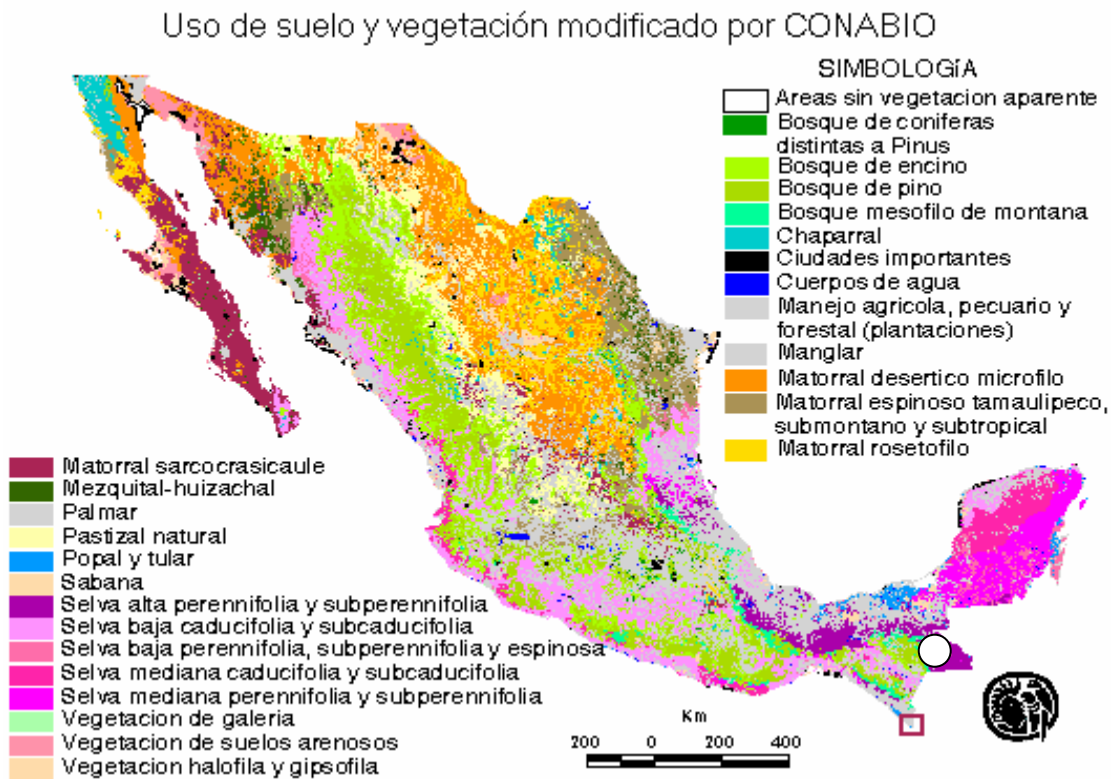 Uso de suelo y vegetación modificado por CONABIO
SIMBOLOGíA
Areas sin vegetacion aparente
Bosque de coniferas
distintas a Pinus
Bosque de encino
Bosque de pino
Bosque mesofilo de montana
Chaparral
Ciudades importantes
Cuerpos de agua
Manejo agricola, pecuario y
forestal (plantaciones)
Manglar
Matorral desertico microfilo
Matorral espinoso tamaulipeco,
submontano y subtropical
Matorral rosetofilo
Matorral sarcocrasicaule
Mezquital-huizachal
Palmar
Pastizal natural
Popal y tular
Sabana
Selva alta perennifolia y subperennifolia
Selva baja caducifolia y subcaducifolia
Selva baja perennifolia, subperennifolia y espinosa
Selva mediana caducifolia y subcaducifolia
Selva mediana perennifolia y subperennifolia
Vegetacion de galeria
Vegetacion de suelos arenosos
Vegetacion halofila y gipsofila
Km
200 0 200 400